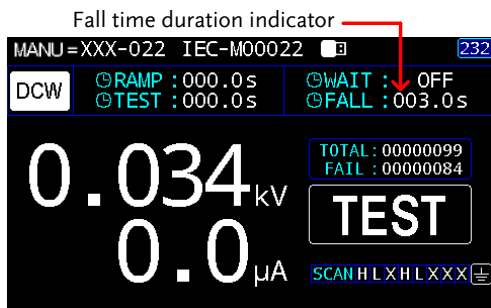 Fall time duration indicator
MANU=XXX-022 IEC-M00022 232
DCW RAMP :000.0s WAIT : OFF
TEST :000.0s FALL :003.0s
0.034kV
TOTAL:00000099
FAIL :00000084
TEST
0.0µA
SCAN H L X H L X X X